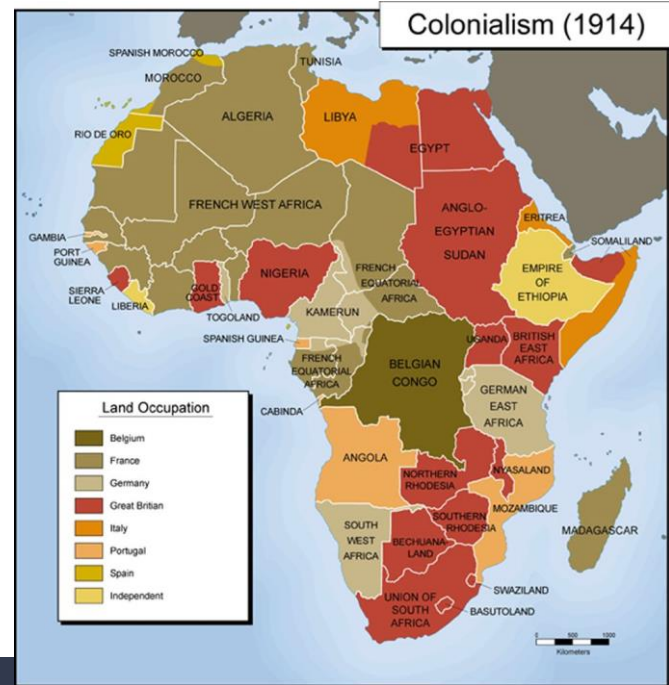 Colonialism (1914)
SPANISH MOROCCO
TUNISIA
MOROCCO
ALGERIA
LIBYA
EGYPT
RIO DE ORO
FRENCH WEST AFRICA
ANGLO-
EGYPTIAN
SUDAN
ERITREA
GAMBIA
PORT
GUINEA
SOMALILAND
NIGERIA
FRENCH
EQUATORIAL
AFRICA
EMPIRE
OF
ETHIOPIA
SIERRA
LEONE
GOLD
COAST
LIBERIA
TOGOLAND
KAMERUN
SPANISH GUINEA
UGANDA
BRITISH
EAST
AFRICA
FRENCH
EQUATORIAL
AFRICA
BELGIAN
CONGO
GERMAN
EAST
AFRICA
CABINDA
Land Occupation
Belgium
France
Germany
Great Britian
Italy
Portugal
Spain
Independent
ANGOLA
NORTHERN
RHODESIA
NYASALAND
MOZAMBIQUE
SOUTHERN
RHODESIA
MADAGASCAR
SOUTH
WEST
AFRICA
BECHUANA-
LAND
SWAZILAND
UNION OF
SOUTH
AFRICA
BASUTOLAND
0 500 1000
Kilometers